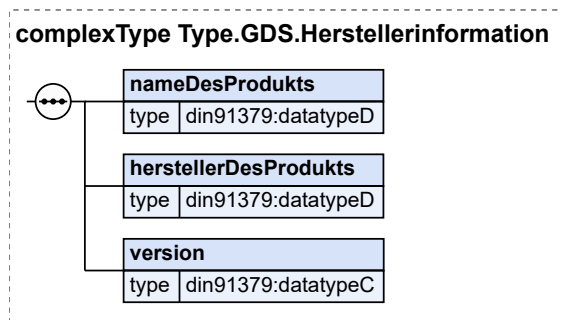 complexType Type.GDS.Herstellerinformation
nameDesProdukts
type din91379:datatypeD
herstellerDesProdukts
type din91379:datatypeD
version
type din91379:datatypeC